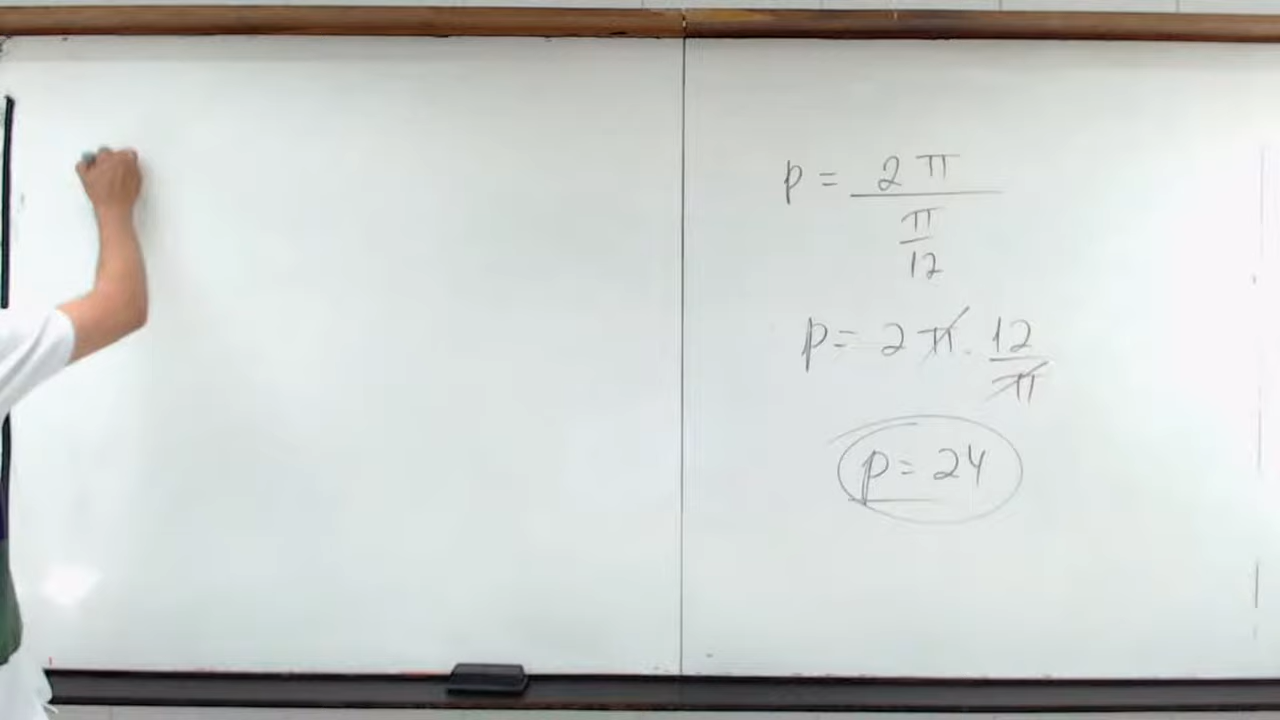 p = 2π
π
12
p = 2π . 12
π
p = 24